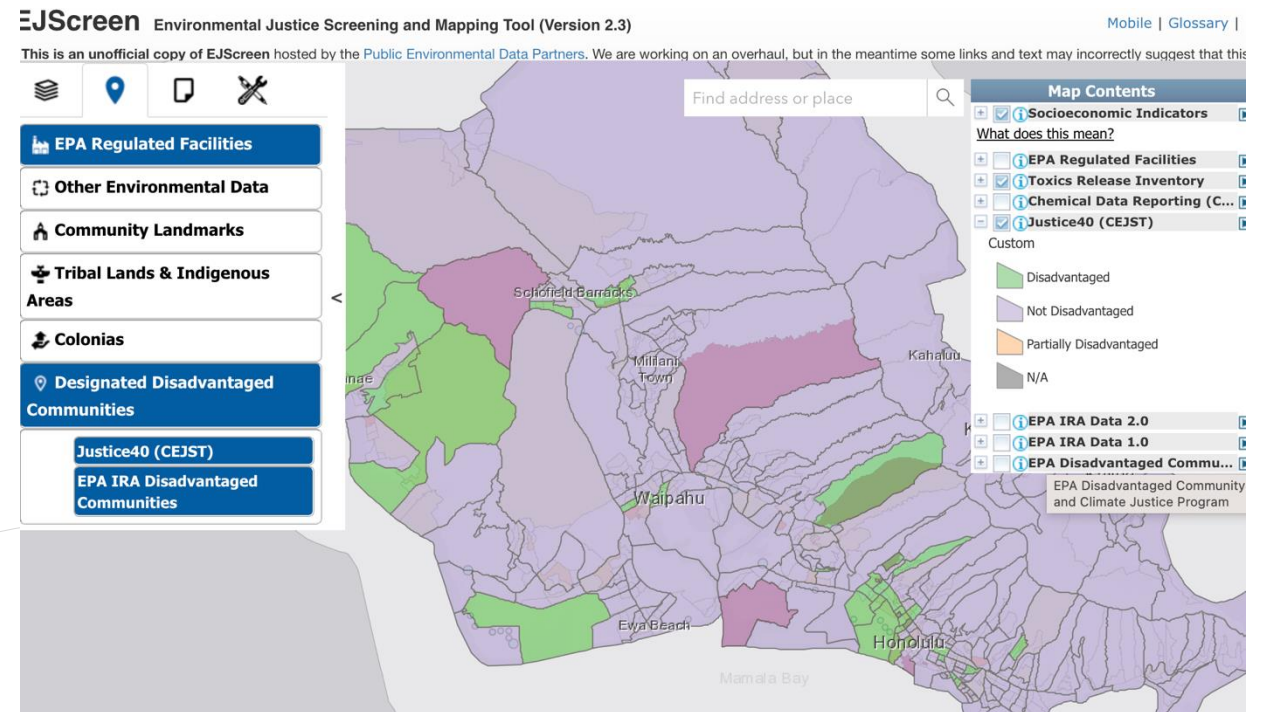 EJScreen Environmental Justice Screening and Mapping Tool (Version 2.3)
Mobile | Glossary |
This is an unofficial copy of EJScreen hosted by the Public Environmental Data Partners. We are working on an overhaul, but in the meantime some links and text may incorrectly suggest that this
EPA Regulated Facilities
Other Environmental Data
Community Landmarks
Tribal Lands & Indigenous
Areas
Colonias
Designated Disadvantaged
Communities
Justice40 (CEJST)
EPA IRA Disadvantaged
Communities
<
Find address or place
Schofield Barracks
Mililani
Town
Kahaluu
nae
Waipahu
Ewa Beach
Honolulu
Mamala Bay
Map Contents
Socioeconomic Indicators
What does this mean?
EPA Regulated Facilities
Toxics Release Inventory
Chemical Data Reporting (C...
Justice40 (CEJST)
Custom
Disadvantaged
Not Disadvantaged
Partially Disadvantaged
N/A
EPA IRA Data 2.0
EPA IRA Data 1.0
EPA Disadvantaged Commu...
EPA Disadvantaged Community
and Climate Justice Program